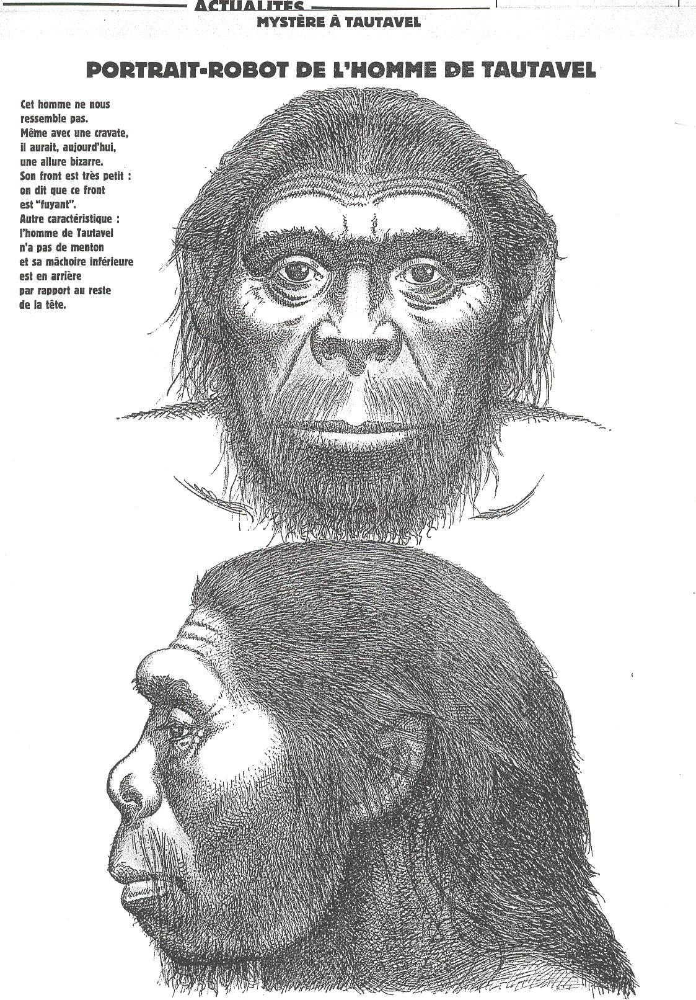 ACTUALITÉS
MYSTÈRE À TAUTAVEL
PORTRAIT-ROBOT DE L'HOMME DE TAUTAVEL
Cet homme ne nous
ressemble pas.
Même avec une cravate,
il aurait, aujourd'hui,
une allure bizarre.
Son front est très petit :
on dit que ce front
est "fuyant".
Autre caractéristique :
l'homme de Tautavel
n'a pas de menton
et sa mâchoire inférieure
est en arrière
par rapport au reste
de la tête.